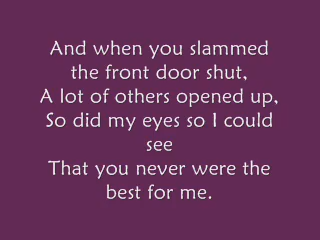 And when you slammed
the front door shut,
A lot of others opened up,
So did my eyes so I could
see
That you never were the
best for me.